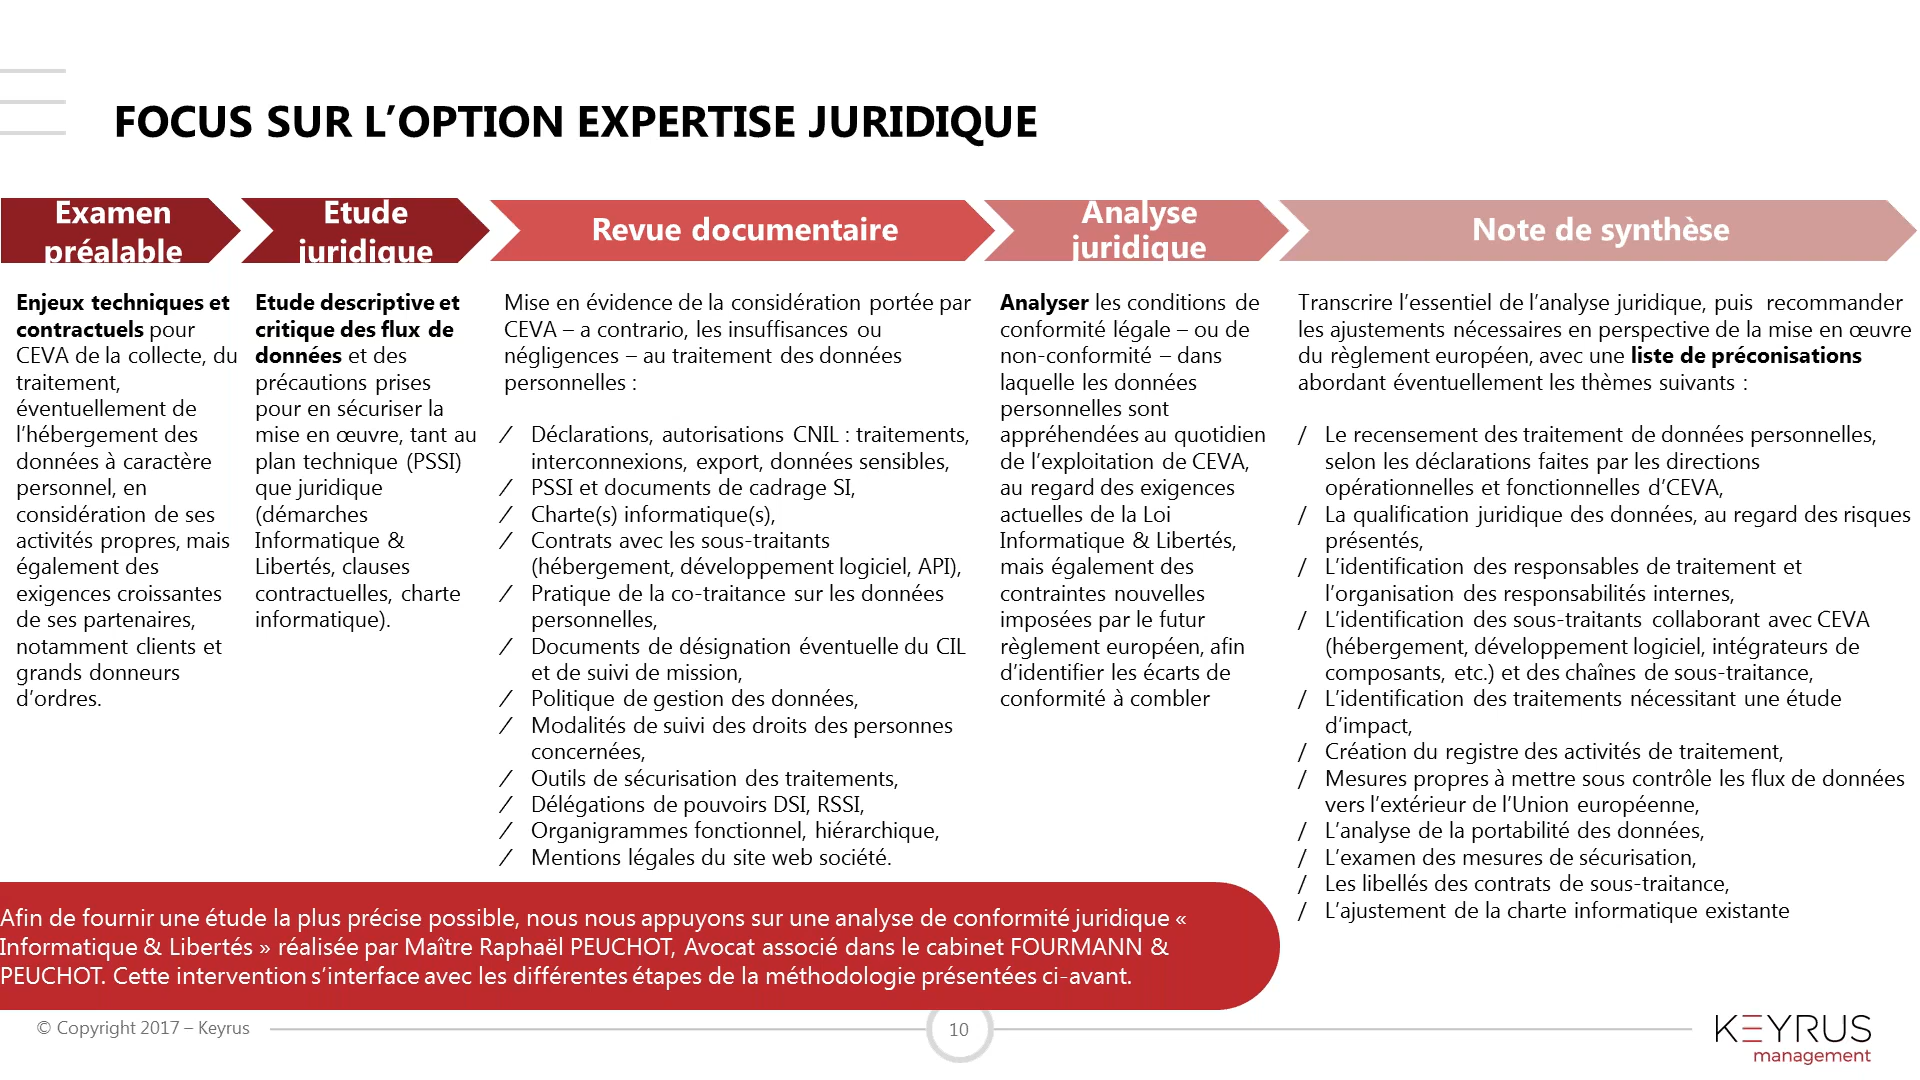 FOCUS SUR L’OPTION EXPERTISE JURIDIQUE
Examen
préalable
Etude
juridique
Revue documentaire
Analyse
juridique
Note de synthèse
Enjeux techniques et
contractuels pour
CEVA de la collecte, du
traitement,
éventuellement de
l’hébergement des
données à caractère
personnel, en
considération de ses
activités propres, mais
également des
exigences croissantes
de ses partenaires,
notamment clients et
grands donneurs
d’ordres.
Etude descriptive et
critique des flux de
données et des
précautions prises
pour en sécuriser la
mise en œuvre, tant au
plan technique (PSSI)
que juridique
(démarches
Informatique &
Libertés, clauses
contractuelles, charte
informatique).
Mise en évidence de la considération portée par
CEVA – a contrario, les insuffisances ou
négligences – au traitement des données
personnelles :
/ Déclarations, autorisations CNIL : traitements,
interconnexions, export, données sensibles,
/ PSSI et documents de cadrage SI,
/ Charte(s) informatique(s),
/ Contrats avec les sous-traitants
(hébergement, développement logiciel, API),
/ Pratique de la co-traitance sur les données
personnelles,
/ Documents de désignation éventuelle du CIL
et de suivi de mission,
/ Politique de gestion des données,
/ Modalités de suivi des droits des personnes
concernées,
/ Outils de sécurisation des traitements,
/ Délégations de pouvoirs DSI, RSSI,
/ Organigrammes fonctionnel, hiérarchique,
/ Mentions légales du site web société.
Analyser les conditions de
conformité légale – ou de
non-conformité – dans
laquelle les données
personnelles sont
appréhendées au quotidien
de l’exploitation de CEVA,
au regard des exigences
actuelles de la Loi
Informatique & Libertés,
mais également des
contraintes nouvelles
imposées par le futur
règlement européen, afin
d’identifier les écarts de
conformité à combler
Transcrire l’essentiel de l’analyse juridique, puis recommander
les ajustements nécessaires en perspective de la mise en œuvre
du règlement européen, avec une liste de préconisations
abordant éventuellement les thèmes suivants :
/ Le recensement des traitement de données personnelles,
selon les déclarations faites par les directions
opérationnelles et fonctionnelles d’CEVA,
/ La qualification juridique des données, au regard des risques
présentés,
/ L’identification des responsables de traitement et
l’organisation des responsabilités internes,
/ L’identification des sous-traitants collaborant avec CEVA
(hébergement, développement logiciel, intégrateurs de
composants, etc.) et des chaînes de sous-traitance,
/ L’identification des traitements nécessitant une étude
d’impact,
/ Création du registre des activités de traitement,
/ Mesures propres à mettre sous contrôle les flux de données
vers l’extérieur de l’Union européenne,
/ L’analyse de la portabilité des données,
/ L’examen des mesures de sécurisation,
/ Les libellés des contrats de sous-traitance,
/ L’ajustement de la charte informatique existante
Afin de fournir une étude la plus précise possible, nous nous appuyons sur une analyse de conformité juridique «
Informatique & Libertés » réalisée par Maître Raphaël PEUCHOT, Avocat associé dans le cabinet FOURMANN &
PEUCHOT. Cette intervention s’interface avec les différentes étapes de la méthodologie présentées ci-avant.
© Copyright 2017 – Keyrus
10
KEYRUS
management